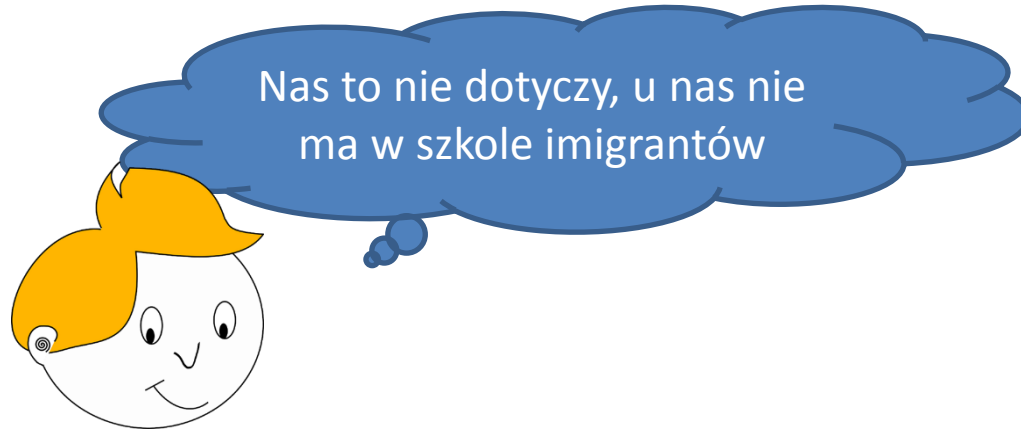 Nas to nie dotyczy, u nas nie
ma w szkole imigrantów